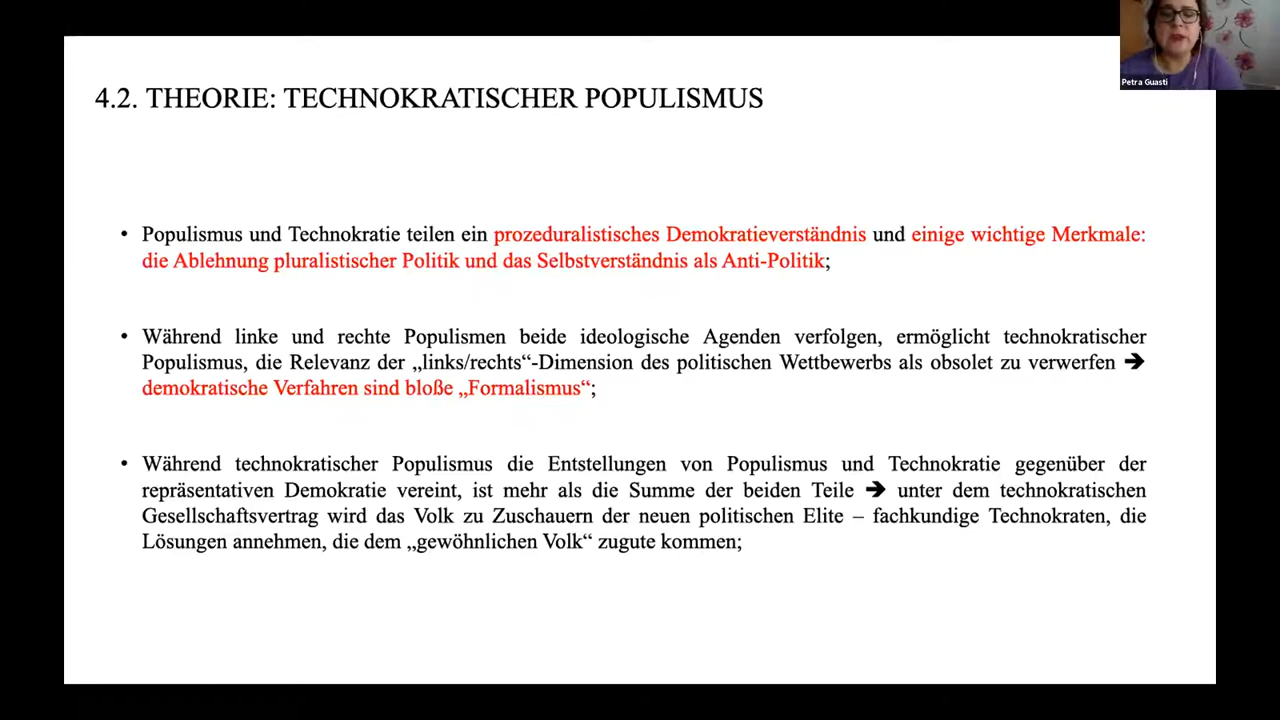 Petra Guasti
4.2. THEORIE: TECHNOKRATISCHER POPULISMUS
• Populismus und Technokratie teilen ein prozeduralistisches Demokratieverständnis und einige wichtige Merkmale:
die Ablehnung pluralistischer Politik und das Selbstverständnis als Anti-Politik;
• Während linke und rechte Populismen beide ideologische Agenden verfolgen, ermöglicht technokratischer
Populismus, die Relevanz der „links/rechts“-Dimension des politischen Wettbewerbs als obsolet zu verwerfen ➔
demokratische Verfahren sind bloße „Formalismus“;
• Während technokratischer Populismus die Entstellungen von Populismus und Technokratie gegenüber der
repräsentativen Demokratie vereint, ist mehr als die Summe der beiden Teile ➔ unter dem technokratischen
Gesellschaftsvertrag wird das Volk zu Zuschauern der neuen politischen Elite – fachkundige Technokraten, die
Lösungen annehmen, die dem „gewöhnlichen Volk“ zugute kommen;